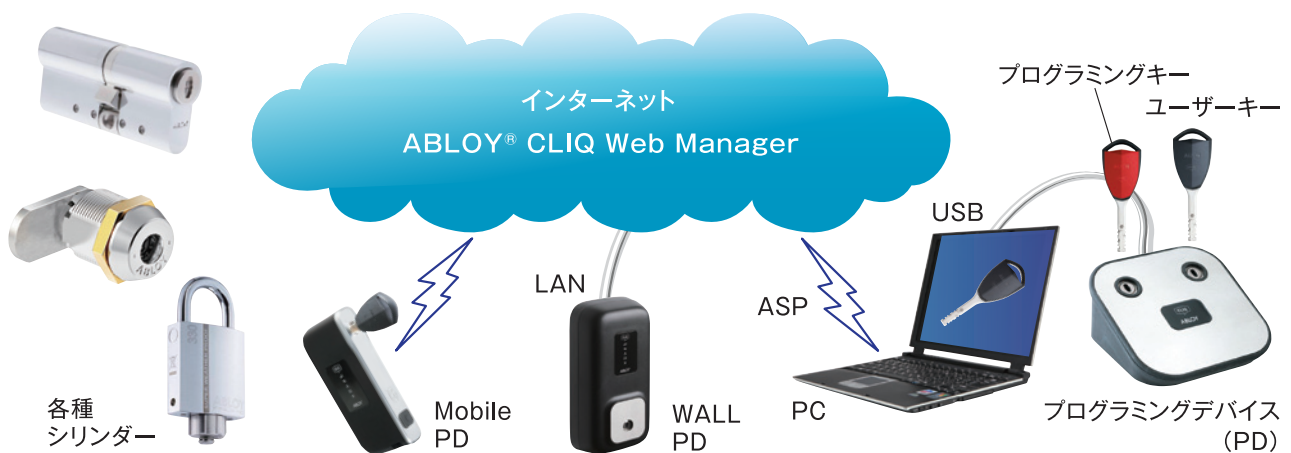 インターネット
ABLOY® CLIQ Web Manager
プログラミングキー
ユーザーキー
USB
LAN
ASP
ABLOY
ABLOY
各種
シリンダー
Mobile
PD
WALL
PD
PC
プログラミングデバイス
(PD)